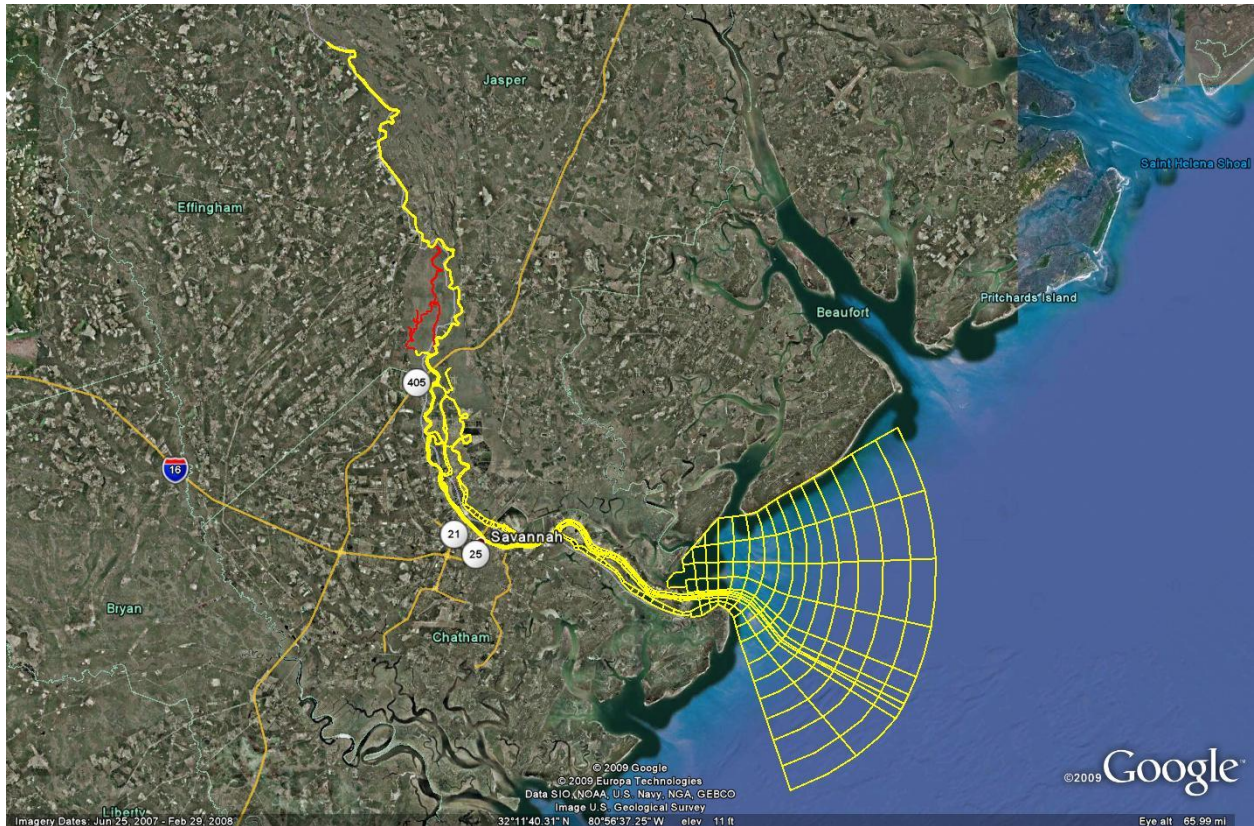 Jasper
Saint Helena Shoal
Effingham
Pritchards Island
Beaufort
405
16
21
Savannah
25
Bryan
Chatham
© 2009 Google
© 2009 Europa Technologies
Data SIO, NOAA, U.S. Navy, NGA, GEBCO
Image U.S. Geological Survey
©2009 Google
Liberty
Imagery Dates: Jun 25, 2007 - Feb 29, 2008
32°11'40.31" N 80°56'37.25" W elev 11 ft
Eye alt 65.99 mi